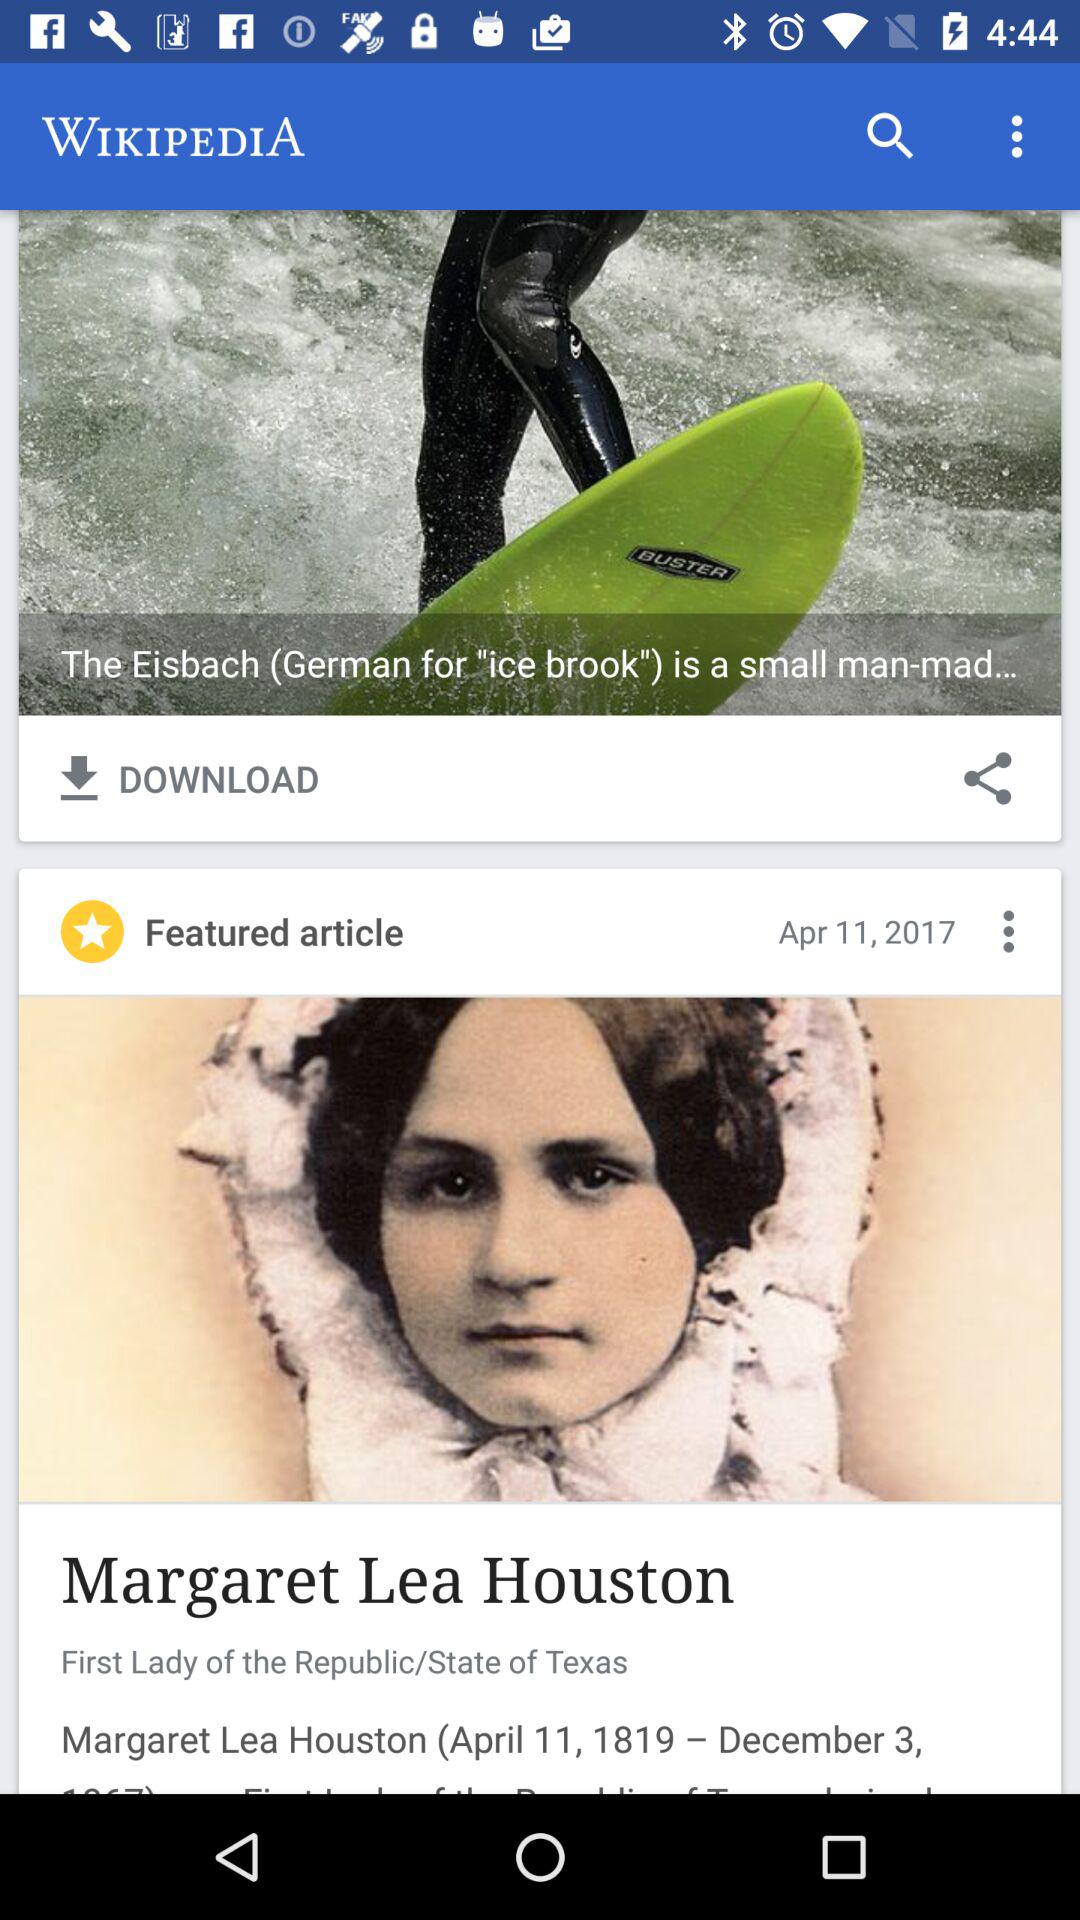 FAKE
4:44
WIKIPEDIA
BUSTER
The Eisbach (German for "ice brook") is a small man-mad...
DOWNLOAD
Featured article
Apr 11, 2017
Margaret Lea Houston
First Lady of the Republic/State of Texas
Margaret Lea Houston (April 11, 1819 – December 3,